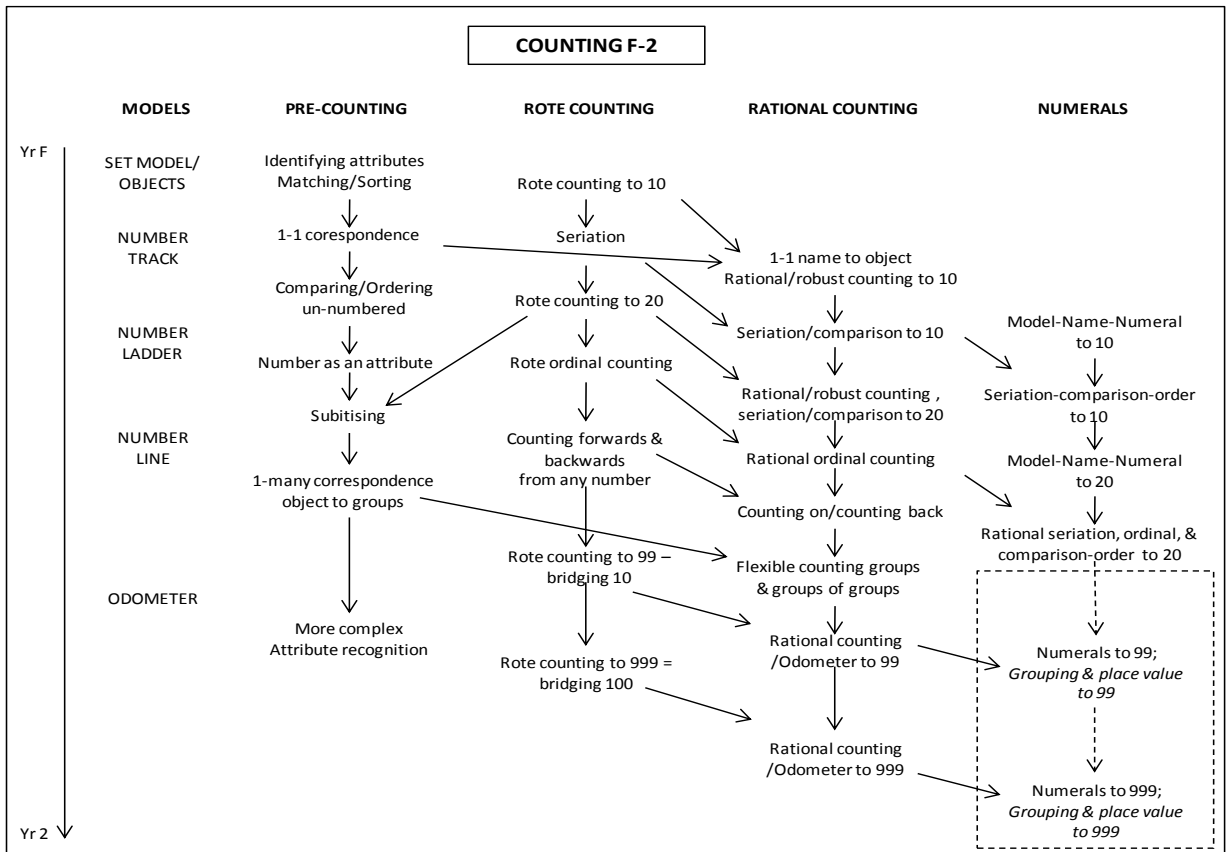 COUNTING F-2
MODELS
PRE-COUNTING
ROTE COUNTING
RATIONAL COUNTING
NUMERALS
Yr F
SET MODEL/
OBJECTS
NUMBER
TRACK
NUMBER
LADDER
NUMBER
LINE
ODOMETER
Yr 2
Identifying attributes
Matching/Sorting
1-1 corespondence
Comparing/Ordering
un-numbered
Number as an attribute
Subitising
1-many correspondence
object to groups
More complex
Attribute recognition
Rote counting to 10
Seriation
Rote counting to 20
Rote ordinal counting
Counting forwards &
backwards
from any number
Rote counting to 99 –
bridging 10
Rote counting to 999 =
bridging 100
1-1 name to object
Rational/robust counting to 10
Seriation/comparison to 10
Rational/robust counting ,
seriation/comparison to 20
Rational ordinal counting
Counting on/counting back
Flexible counting groups
& groups of groups
Rational counting
/Odometer to 99
Rational counting
/Odometer to 999
Model-Name-Numeral
to 10
Seriation-comparison-order
to 10
Model-Name-Numeral
to 20
Rational seriation, ordinal, &
comparison-order to 20
Numerals to 99;
Grouping & place value
to 99
Numerals to 999;
Grouping & place value
to 999